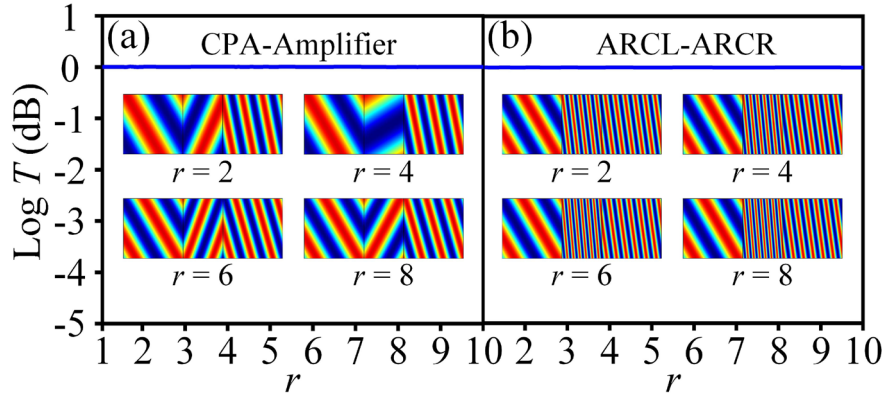 (a) CPA-Amplifier
(b) ARCL-ARCR
Log T (dB)
1
0
-1
-2
-3
-4
-5
r = 2
r = 4
r = 6
r = 8
r = 2
r = 4
r = 6
r = 8
1 2 3 4 5 6 7 8 9 10 2 3 4 5 6 7 8 9 10
r
r